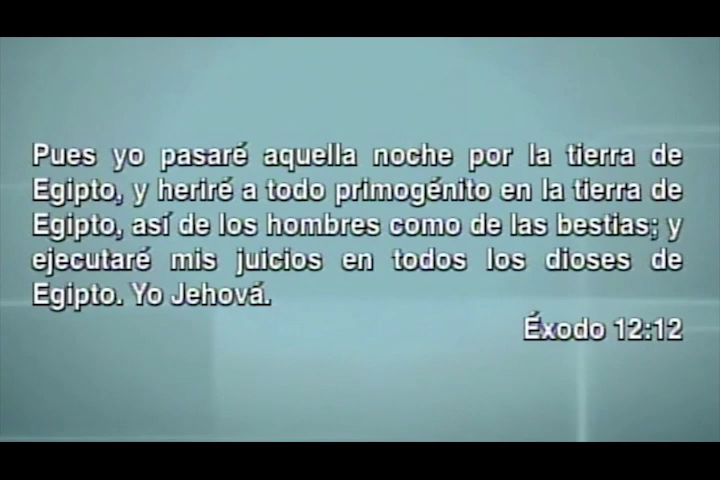 Pues yo pasaré aquella noche por la tierra de
Egipto, y heriré a todo primogénito en la tierra de
Egipto, así de los hombres como de las bestias; y
ejecutaré mis juicios en todos los dioses de
Egipto. Yo Jehová.
Éxodo 12:12